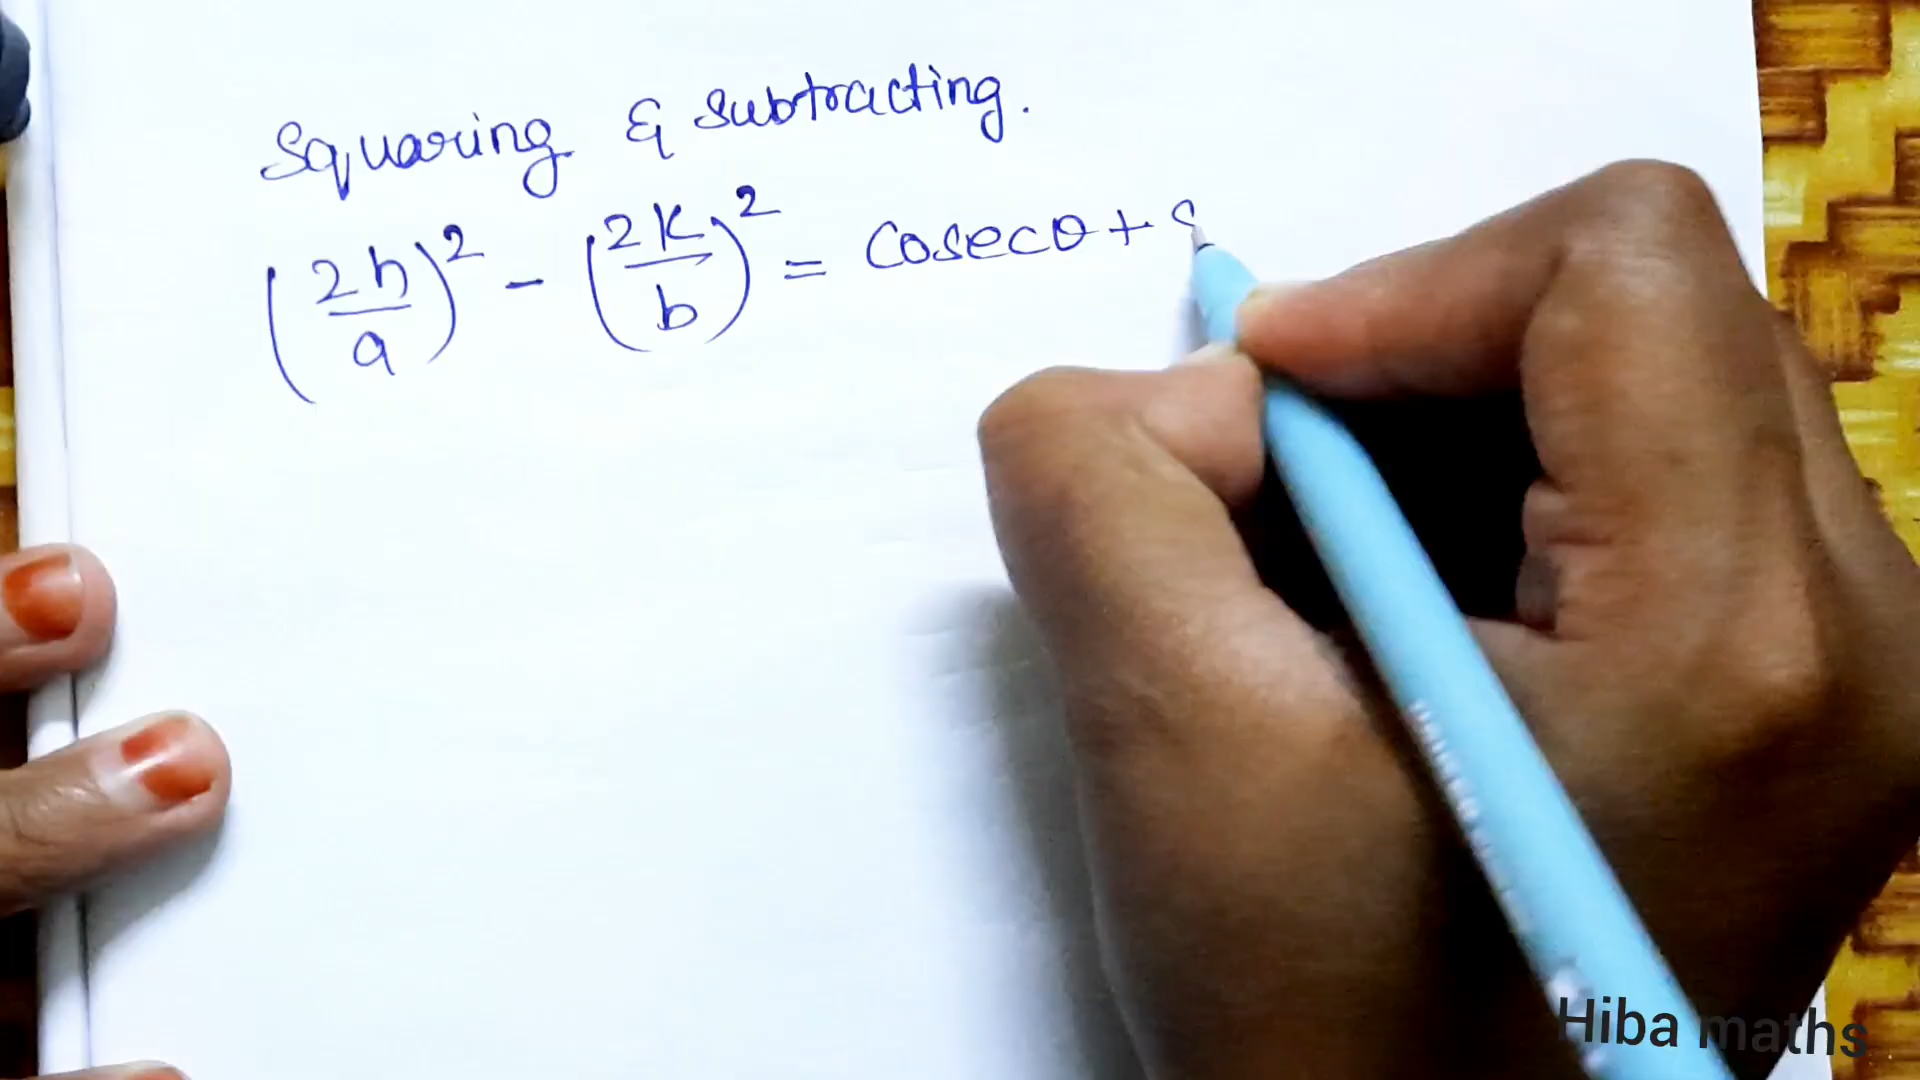 Squaring & subtracting.
(2h/a)² - (2k/b)² = cosecθ + s
Hiba maths